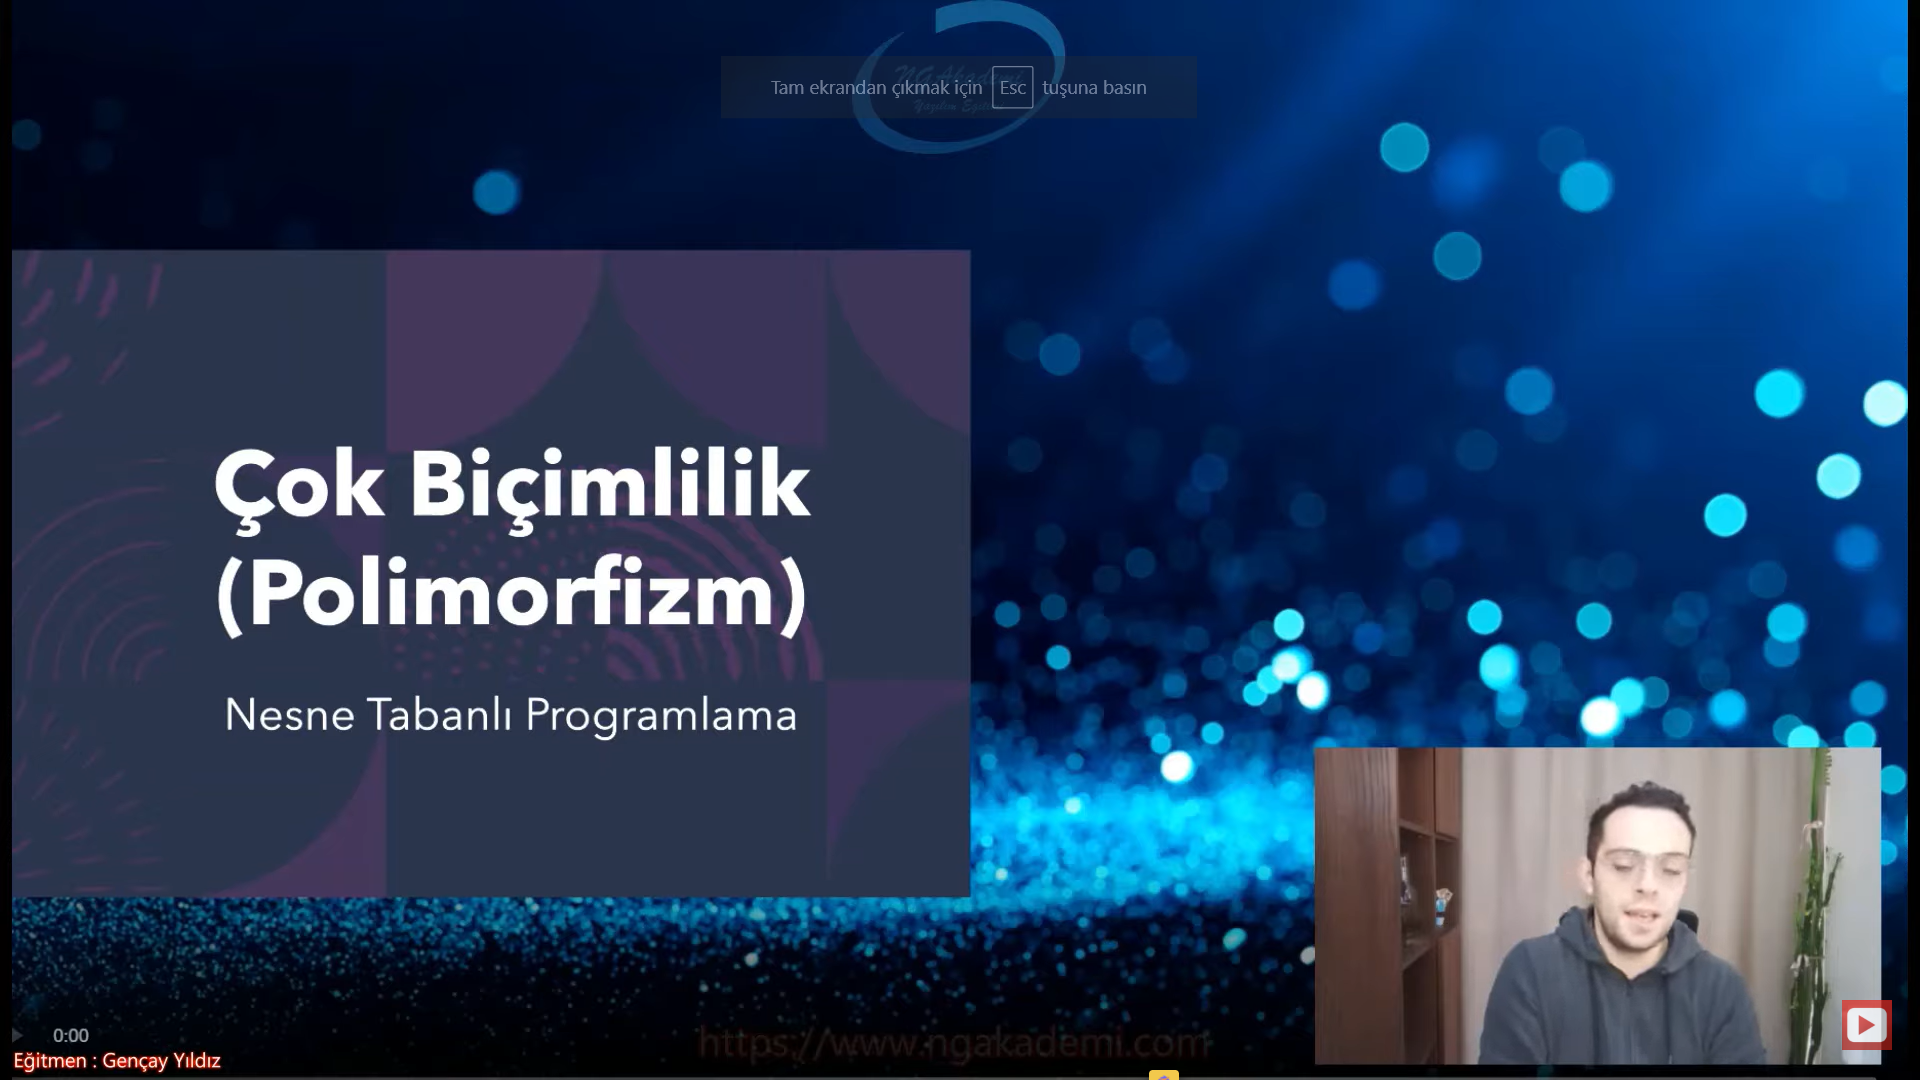 NGAkademi
Tam ekrandan çıkmak için Esc tuşuna basın
Çok Biçimlilik
(Polimorfizm)
Nesne Tabanlı Programlama
0:00
https://www.ngakademi.com
Eğitmen : Gençay Yıldız